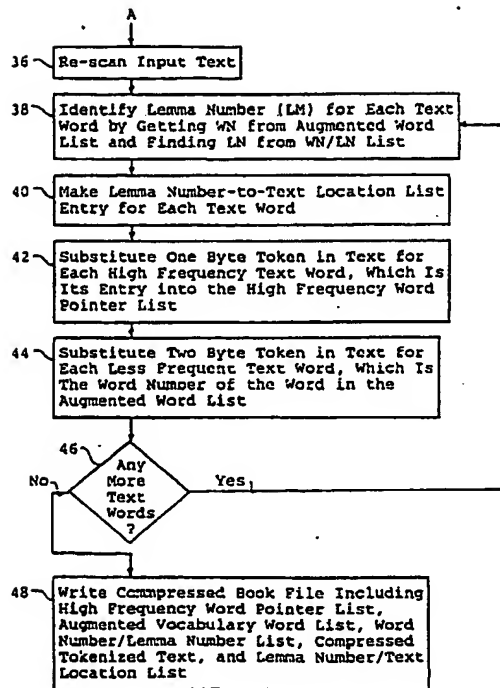 A
36 Re-scan Input Text
38 Identify Lemma Number (LM) for Each Text
Word by Getting WN from Augmented Word
List and Finding LN from WN/LN List
40 Make Lemma Number-to-Text Location List
Entry for Each Text Word
42 Substitute One Byte Token in Text for
Each High Frequency Text Word, Which Is
Its Entry into the High Frequency Word
Pointer List
44 Substitute Two Byte Token in Text for
Each Less Frequent Text Word, Which Is
The Word Number of the Word in the
Augmented Word List
46
Any
No More Yes
Text
Words
?
48 Write Compressed Book File Including
High Frequency Word Pointer List,
Augmented Vocabulary Word List, Word
Number/Lemma Number List, Compressed
Tokenized Text, and Lemma Number/Text
Location List